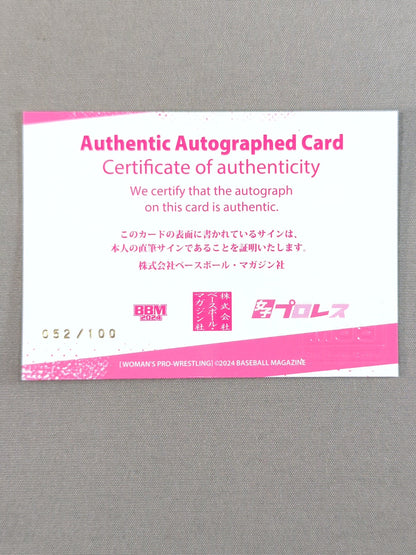 Authentic Autographed Card
Certificate of authenticity
We certify that the autograph
on this card is authentic.
このカードの表面に書かれているサインは、
本人の直筆サインであることを証明いたします。
株式会社ベースボール・マガジン社
BBM
2024
株式会社
ベースボール・
マガジン社
女子プロレス
052/100
[WOMAN'S PRO-WRESTLING]©2024 BASEBALL MAGAZINE